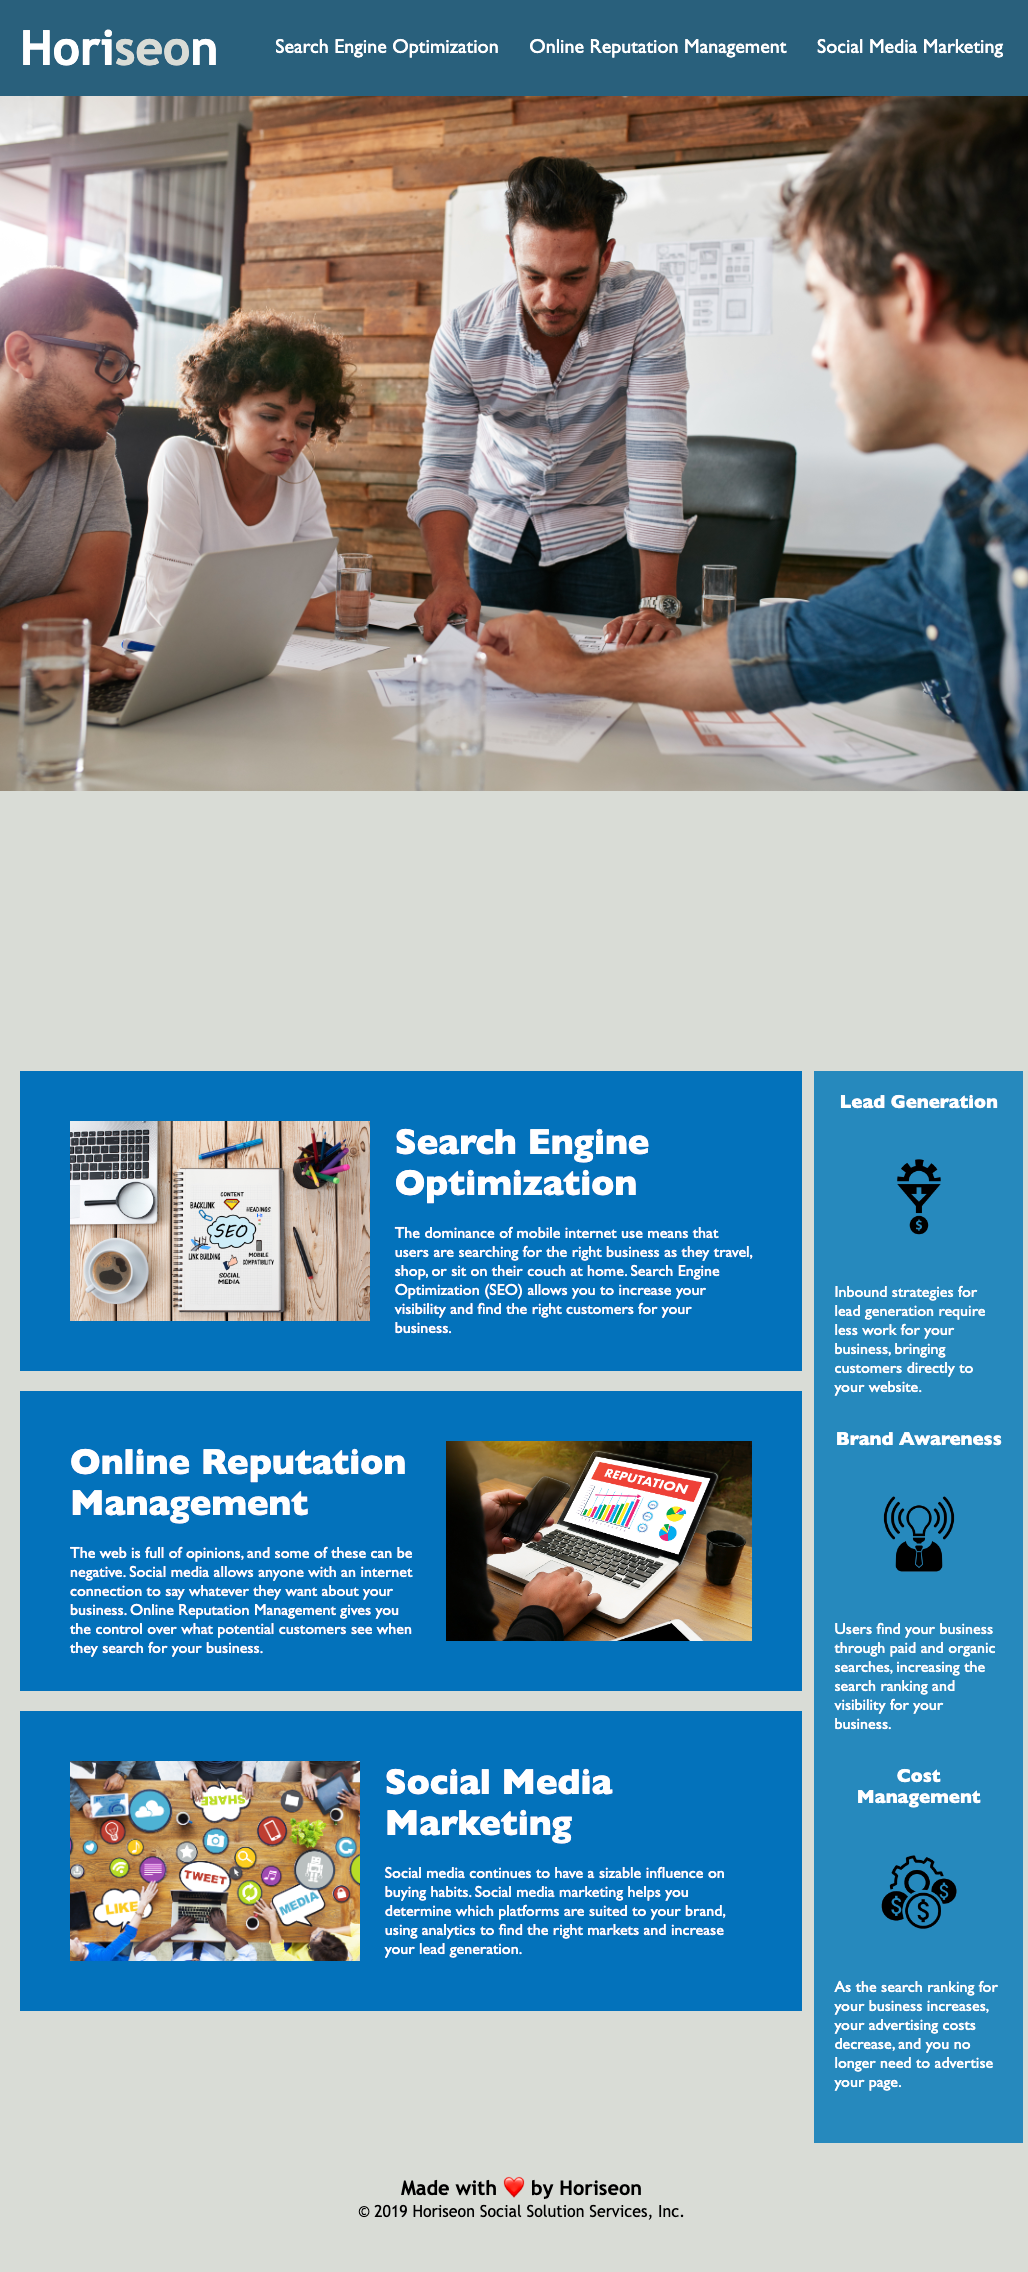 Horiseon
Search Engine Optimization
Online Reputation Management
Social Media Marketing
CONTENT
BACKLINK
HEADINGS
SEO
LINK BUILDING
MOBILE
COMPATIBILITY
SOCIAL
MEDIA
Search Engine
Optimization
The dominance of mobile internet use means that
users are searching for the right business as they travel,
shop, or sit on their couch at home. Search Engine
Optimization (SEO) allows you to increase your
visibility and find the right customers for your
business.
Online Reputation
Management
The web is full of opinions, and some of these can be
negative. Social media allows anyone with an internet
connection to say whatever they want about your
business. Online Reputation Management gives you
the control over what potential customers see when
they search for your business.
REPUTATION
SHARE
TWEET
LIKE
MEDIA
Social Media
Marketing
Social media continues to have a sizable influence on
buying habits. Social media marketing helps you
determine which platforms are suited to your brand,
using analytics to find the right markets and increase
your lead generation.
Lead Generation
$
Inbound strategies for
lead generation require
less work for your
business, bringing
customers directly to
your website.
Brand Awareness
Users find your business
through paid and organic
searches, increasing the
search ranking and
visibility for your
business.
Cost
Management
$
$
$
As the search ranking for
your business increases,
your advertising costs
decrease, and you no
longer need to advertise
your page.
Made with ❤️ by Horiseon
© 2019 Horiseon Social Solution Services, Inc.